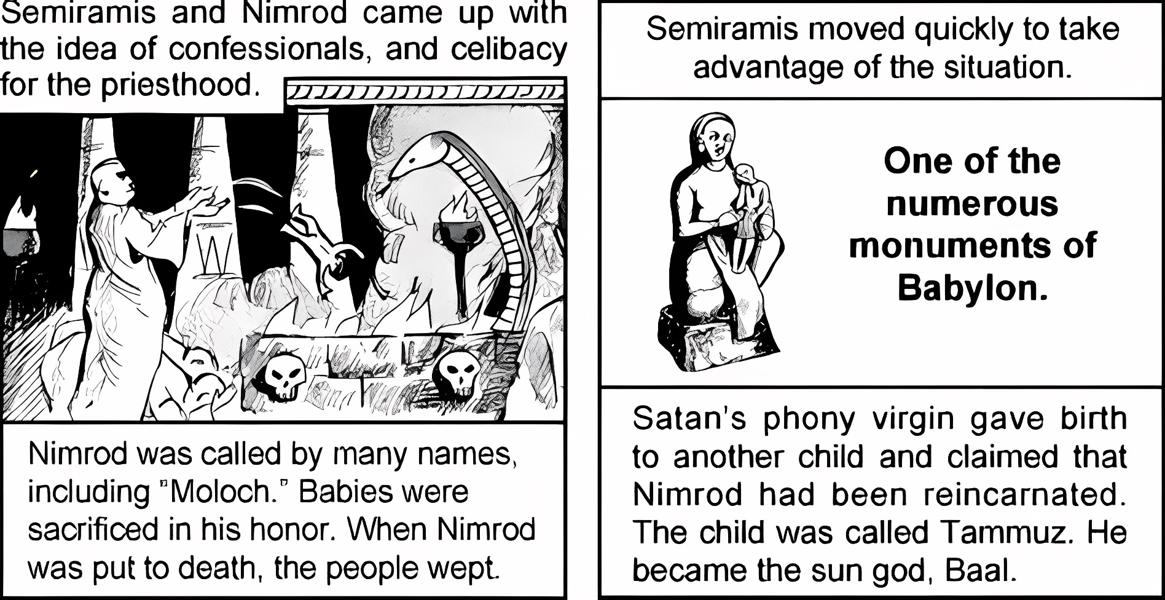 Semiramis and Nimrod came up with
the idea of confessionals, and celibacy
for the priesthood.
Nimrod was called by many names,
including "Moloch." Babies were
sacrificed in his honor. When Nimrod
was put to death, the people wept.
Semiramis moved quickly to take
advantage of the situation.
One of the
numerous
monuments of
Babylon.
Satan's phony virgin gave birth
to another child and claimed that
Nimrod had been reincarnated.
The child was called Tammuz. He
became the sun god, Baal.